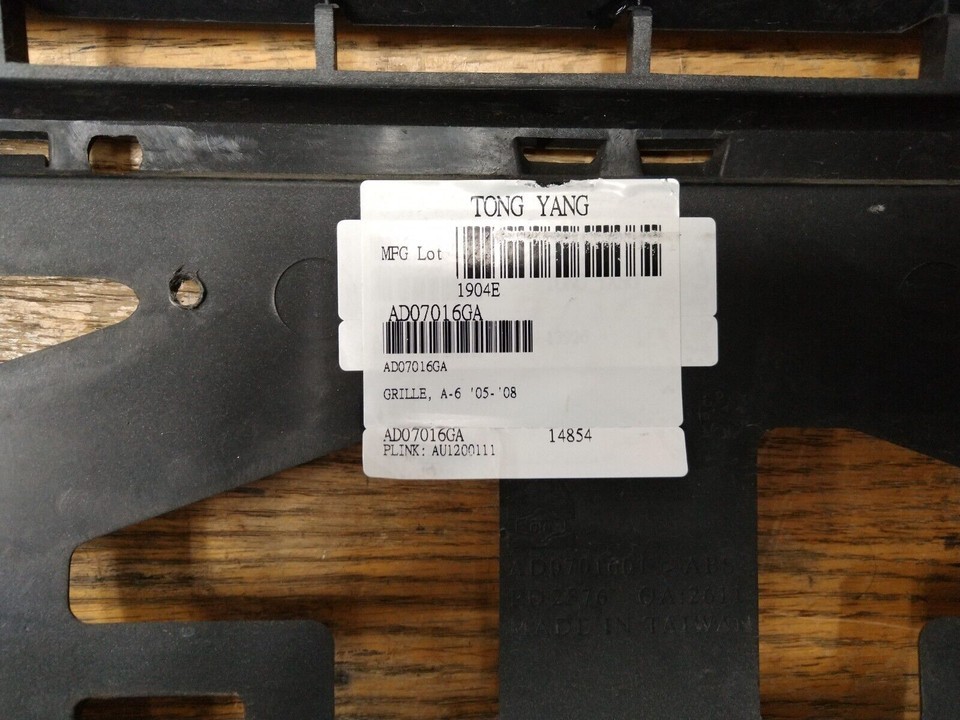 TONG YANG
MFG Lot
1904E
AD07016GA
AD07016GA
GRILLE, A-6 '05-'08
AD07016GA 14854
PLINK: AU1200111
MADE IN TAIWAN